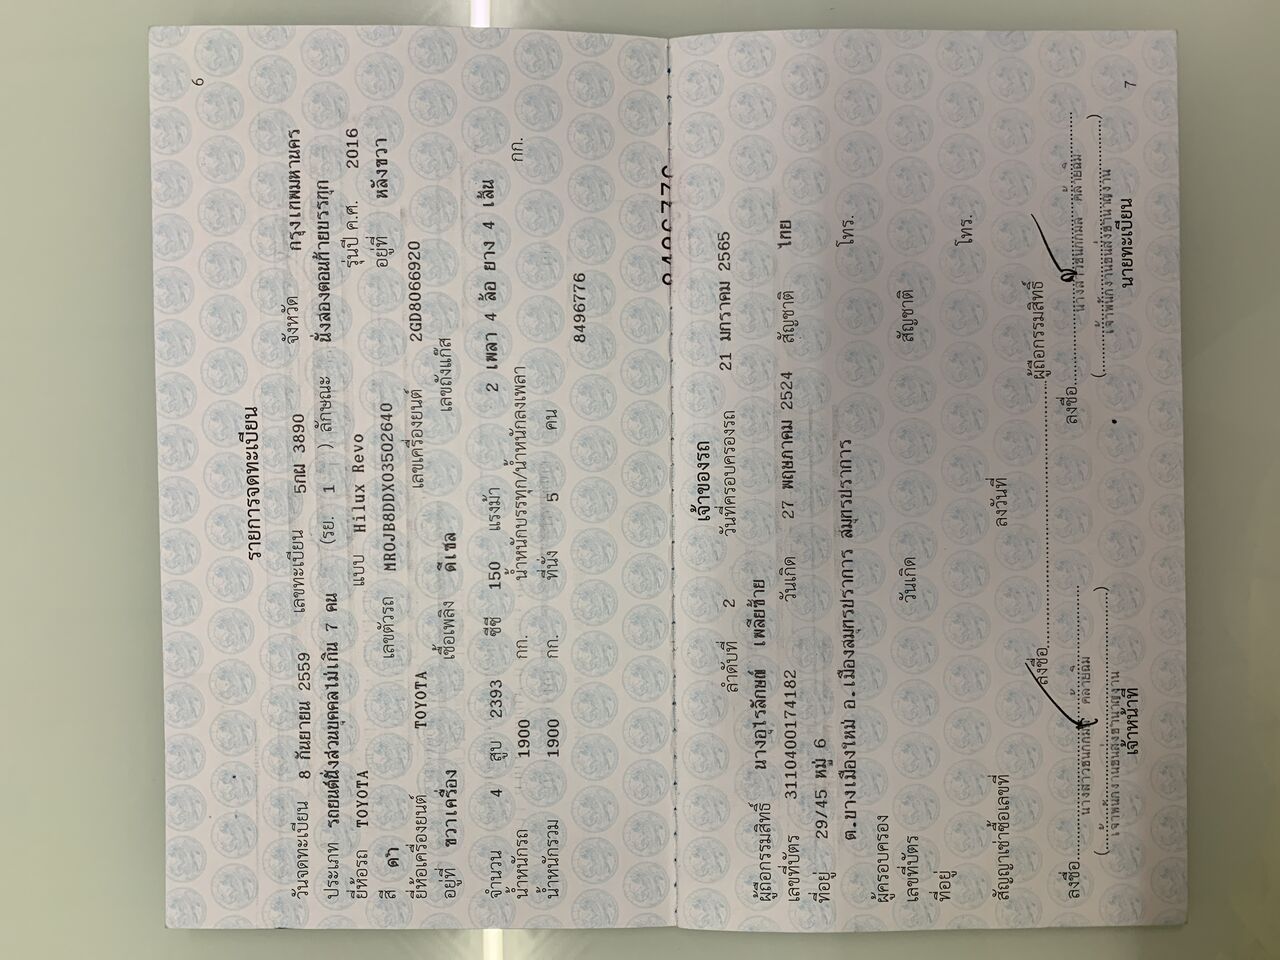 6
รายการจดทะเบียน
วันจดทะเบียน 8 กันยายน 2559 เลขทะเบียน 5กฝ 3890 จังหวัด กรุงเทพมหานคร
ประเภท รถยนต์นั่งส่วนบุคคลไม่เกิน 7 คน (รย. 1 ) ลักษณะ นั่งสองตอนท้ายบรรทุก
ยี่ห้อรถ TOYOTA แบบ Hilux Revo รุ่นปี ค.ศ. 2016
สี ดำ เลขตัวรถ MR0JB8DDX03502640 อยู่ที่ หลังขวา
ยี่ห้อเครื่องยนต์ TOYOTA เลขเครื่องยนต์ 2GD8066920
อยู่ที่ ขวาเครื่อง เชื้อเพลิง ดีเซล เลขถังแก๊ส
จำนวน 4 สูบ 2393 ซีซี 150 แรงม้า 2 เพลา 4 ล้อ ยาง 4 เส้น
น้ำหนักรถ 1900 กก. น้ำหนักบรรทุก/น้ำหนักลงเพลา กก.
น้ำหนักรวม 1900 กก. ที่นั่ง 5 คน
8496776
8496776
เจ้าของรถ
ลำดับที่ 2 วันที่ครอบครองรถ 21 มกราคม 2565
ผู้ถือกรรมสิทธิ์ นางอุไรลักษณ์ เพลียซ้าย
เลขที่บัตร 3110400174182 วันเกิด 27 พฤษภาคม 2524 สัญชาติ ไทย
ที่อยู่ 29/45 หมู่ 6
ต.บางเมืองใหม่ อ.เมืองสมุทรปราการ สมุทรปราการ โทร.
ผู้ครอบครอง
เลขที่บัตร วันเกิด สัญชาติ
ที่อยู่
โทร.
สัญญาเช่าซื้อเลขที่ ลงวันที่
ลงชื่อ ผู้ถือกรรมสิทธิ์
ลงชื่อ ลงชื่อ
เจ้าหน้าที่ นายทะเบียน
7